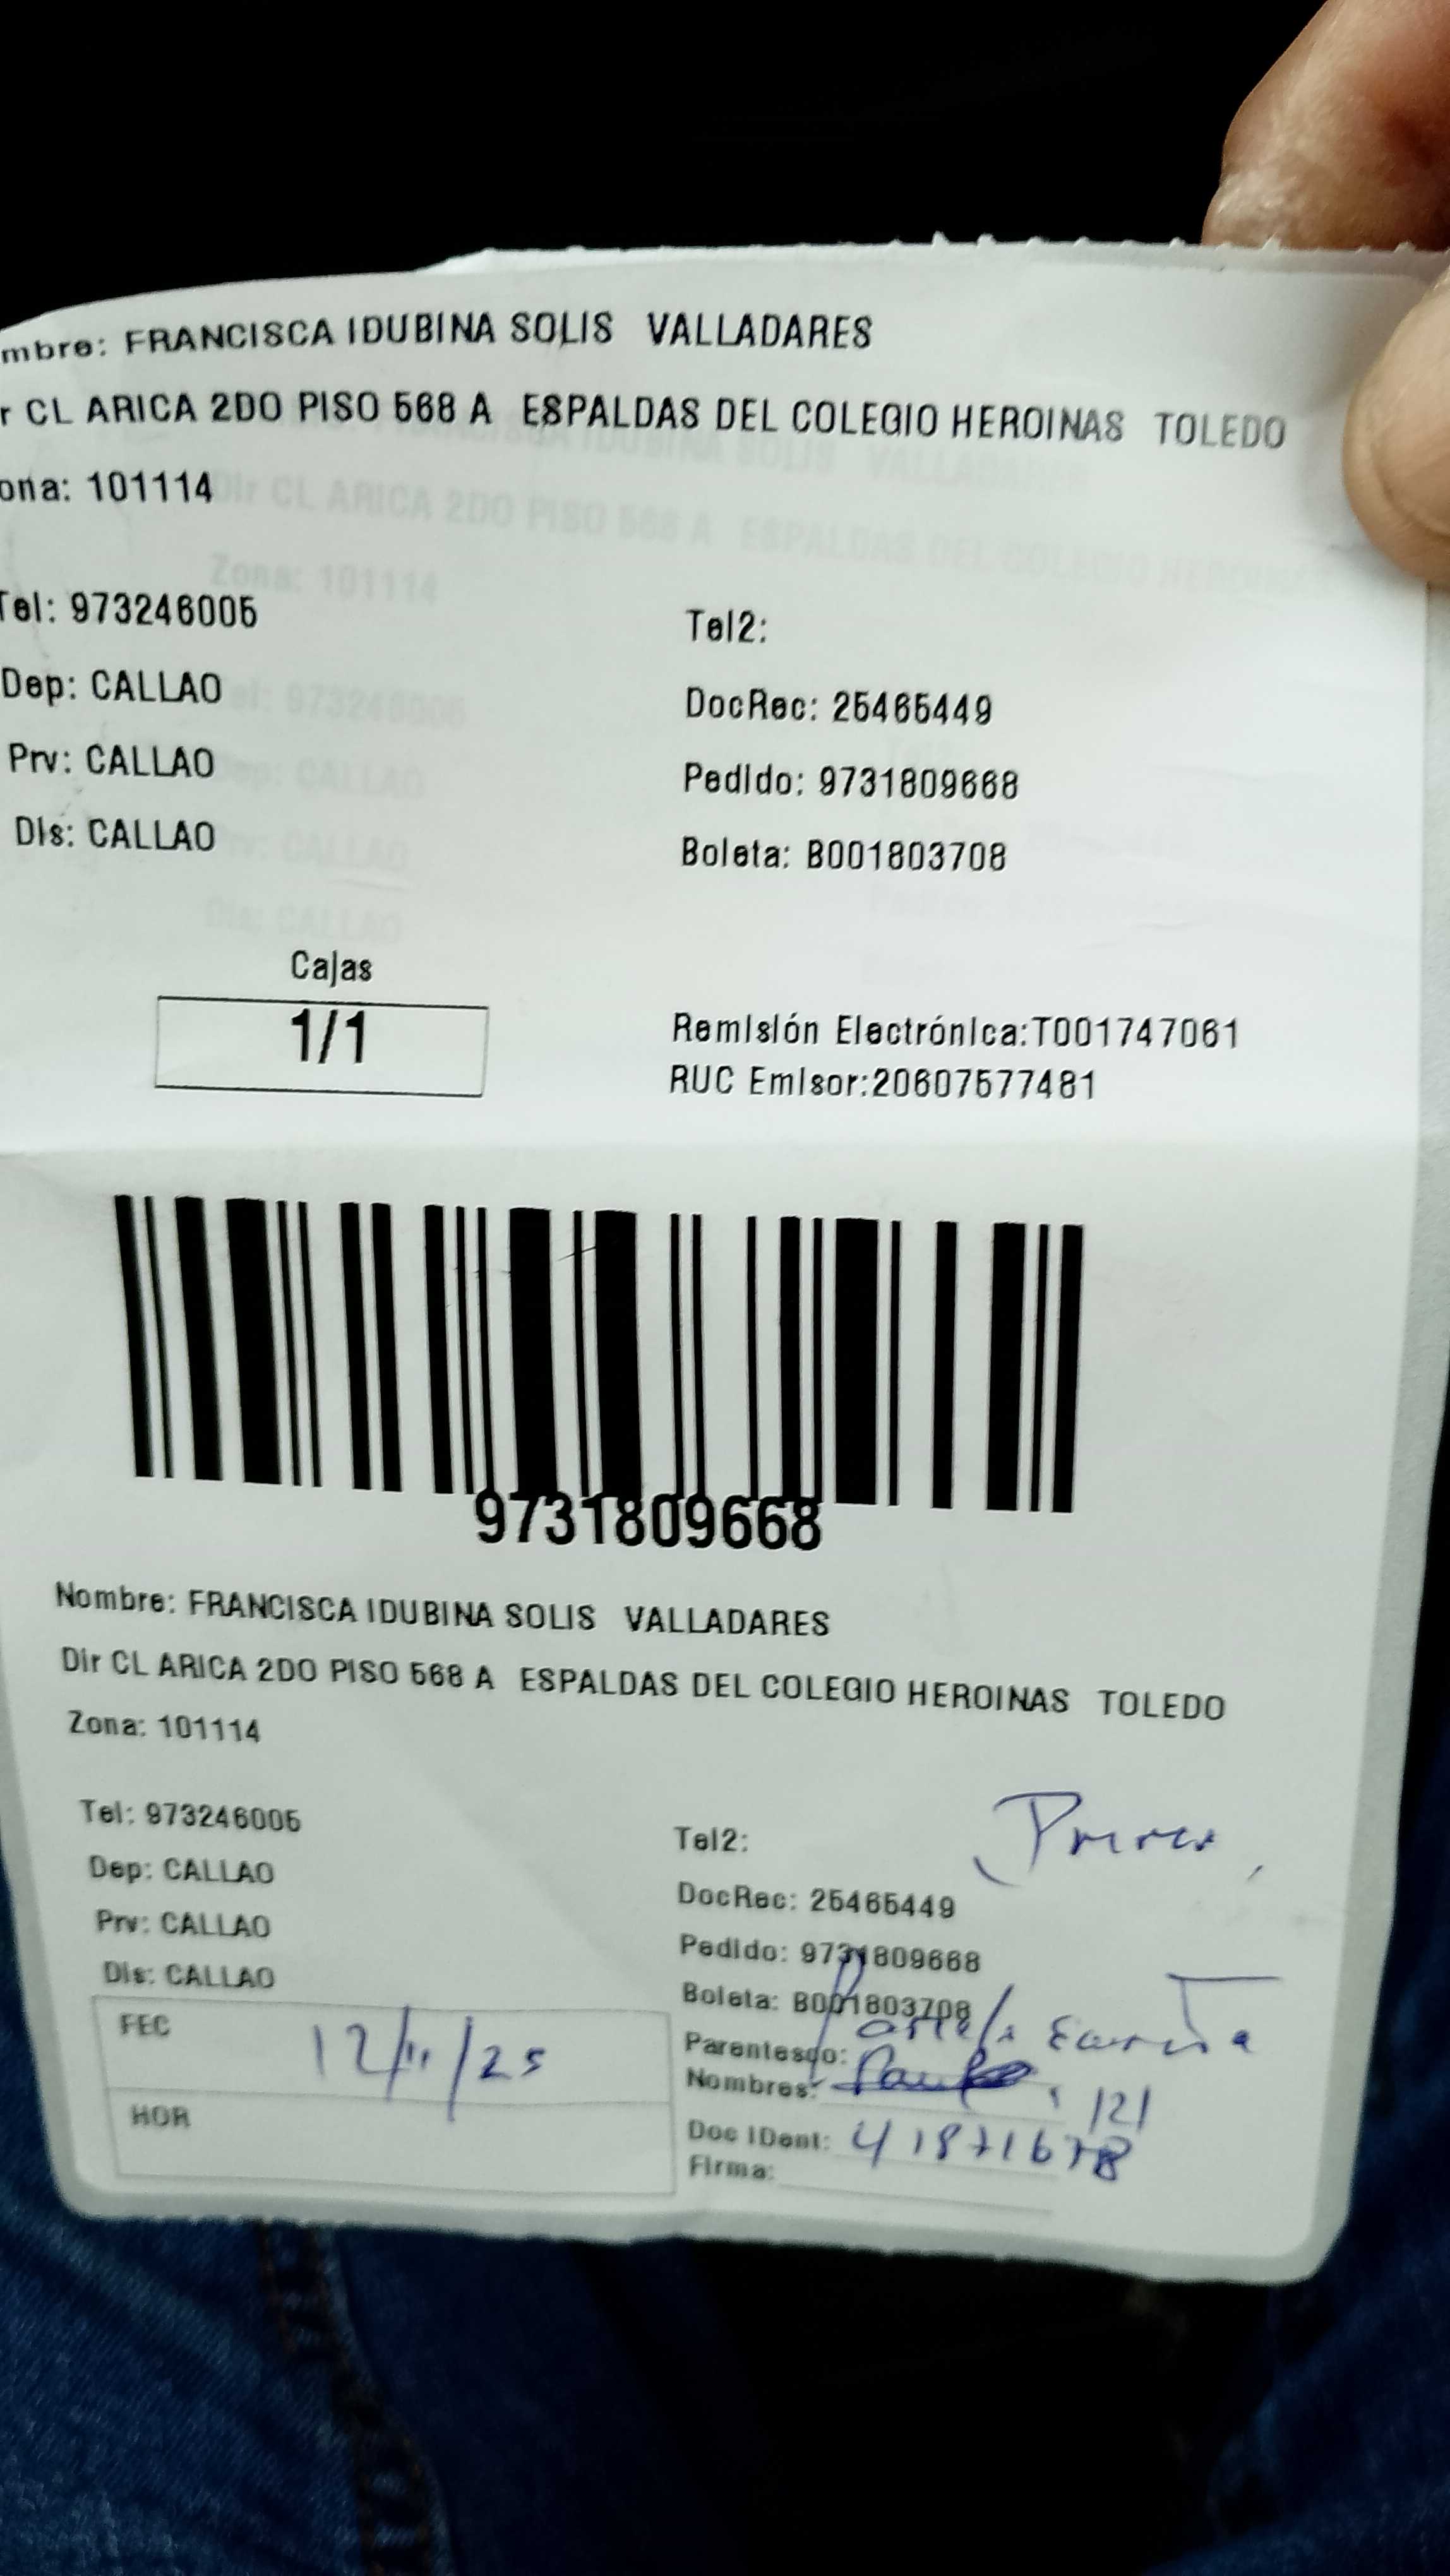 mbre: FRANCISCA IDUBINA SOLIS VALLADARES
r CL ARICA 2DO PISO 568 A ESPALDAS DEL COLEGIO HEROINAS TOLEDO
ona: 101114
Tel: 973246005
Tel2:
Dep: CALLAO
DocRec: 25465449
Prv: CALLAO
Pedido: 9731809668
Dis: CALLAO
Boleta: B001803708
Cajas
1/1
Remisión Electrónica:T001747061
RUC Emisor:20607577481
9731809668
Nombre: FRANCISCA IDUBINA SOLIS VALLADARES
Dir CL ARICA 2DO PISO 568 A ESPALDAS DEL COLEGIO HEROINAS TOLEDO
Zona: 101114
Tel: 973246005
Tel2:
Dep: CALLAO
DocRec: 25465449
Prv: CALLAO
Pedido: 9731809668
Dis: CALLAO
Boleta: B001803708
FEC 12/11/25
Parentesco:
Nombres:
121
HOR
Doc IDent: 41871678
Firma: